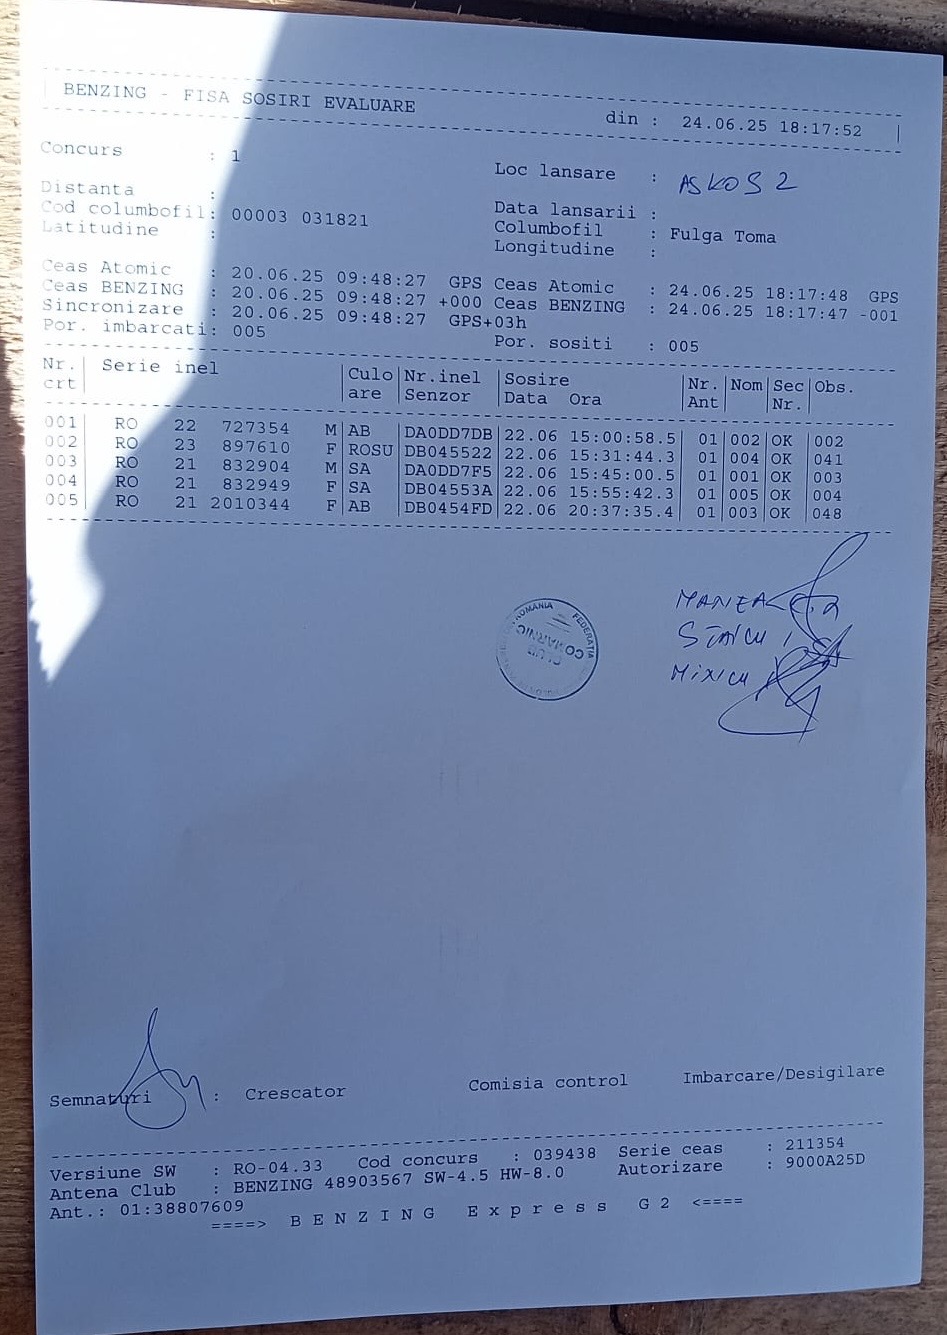 BENZING - FISA SOSIRI EVALUARE din : 24.06.25 18:17:52
Concurs : 1 Loc lansare : ASKOS 2
Distanta : Data lansarii :
Cod columbofil: 00003 031821 Columbofil : Fulga Toma
Latitudine : Longitudine :
Ceas Atomic : 20.06.25 09:48:27 GPS Ceas Atomic : 24.06.25 18:17:48 GPS
Ceas BENZING : 20.06.25 09:48:27 +000 Ceas BENZING : 24.06.25 18:17:47 -001
Sincronizare : 20.06.25 09:48:27 GPS+03h
Por. imbarcati: 005 Por. sositi : 005
Nr. Serie inel Culo Nr.inel Sosire Nr. Nom Sec Obs.
crt are Senzor Data Ora Ant Nr.
001 RO 22 727354 M AB DA0DD7DB 22.06 15:00:58.5 01 002 OK 002
002 RO 23 897610 F ROSU DB045522 22.06 15:31:44.3 01 004 OK 041
003 RO 21 832904 M SA DA0DD7F5 22.06 15:45:00.5 01 001 OK 003
004 RO 21 832949 F SA DB04553A 22.06 15:55:42.3 01 005 OK 004
005 RO 21 2010344 F AB DB0454FD 22.06 20:37:35.4 01 003 OK 048
ROMANIA FEDERATIA
CLUB
COMARNIC
Semnaturi : Crescator Comisia control Imbarcare/Desigilare
Versiune SW : RO-04.33 Cod concurs : 039438 Serie ceas : 211354
Antena Club : BENZING 48903567 SW-4.5 HW-8.0 Autorizare : 9000A25D
Ant.: 01:38807609
====> B E N Z I N G E x p r e s s G 2 <====